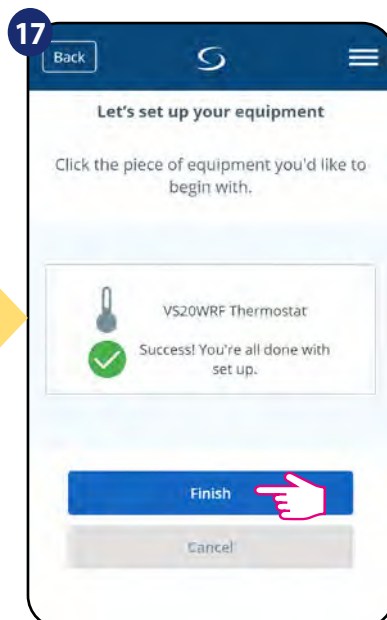 17
Back
Let's set up your equipment
Click the piece of equipment you'd like to
begin with.
VS20WRF Thermostat
Success! You're all done with
set up.
Finish
Cancel